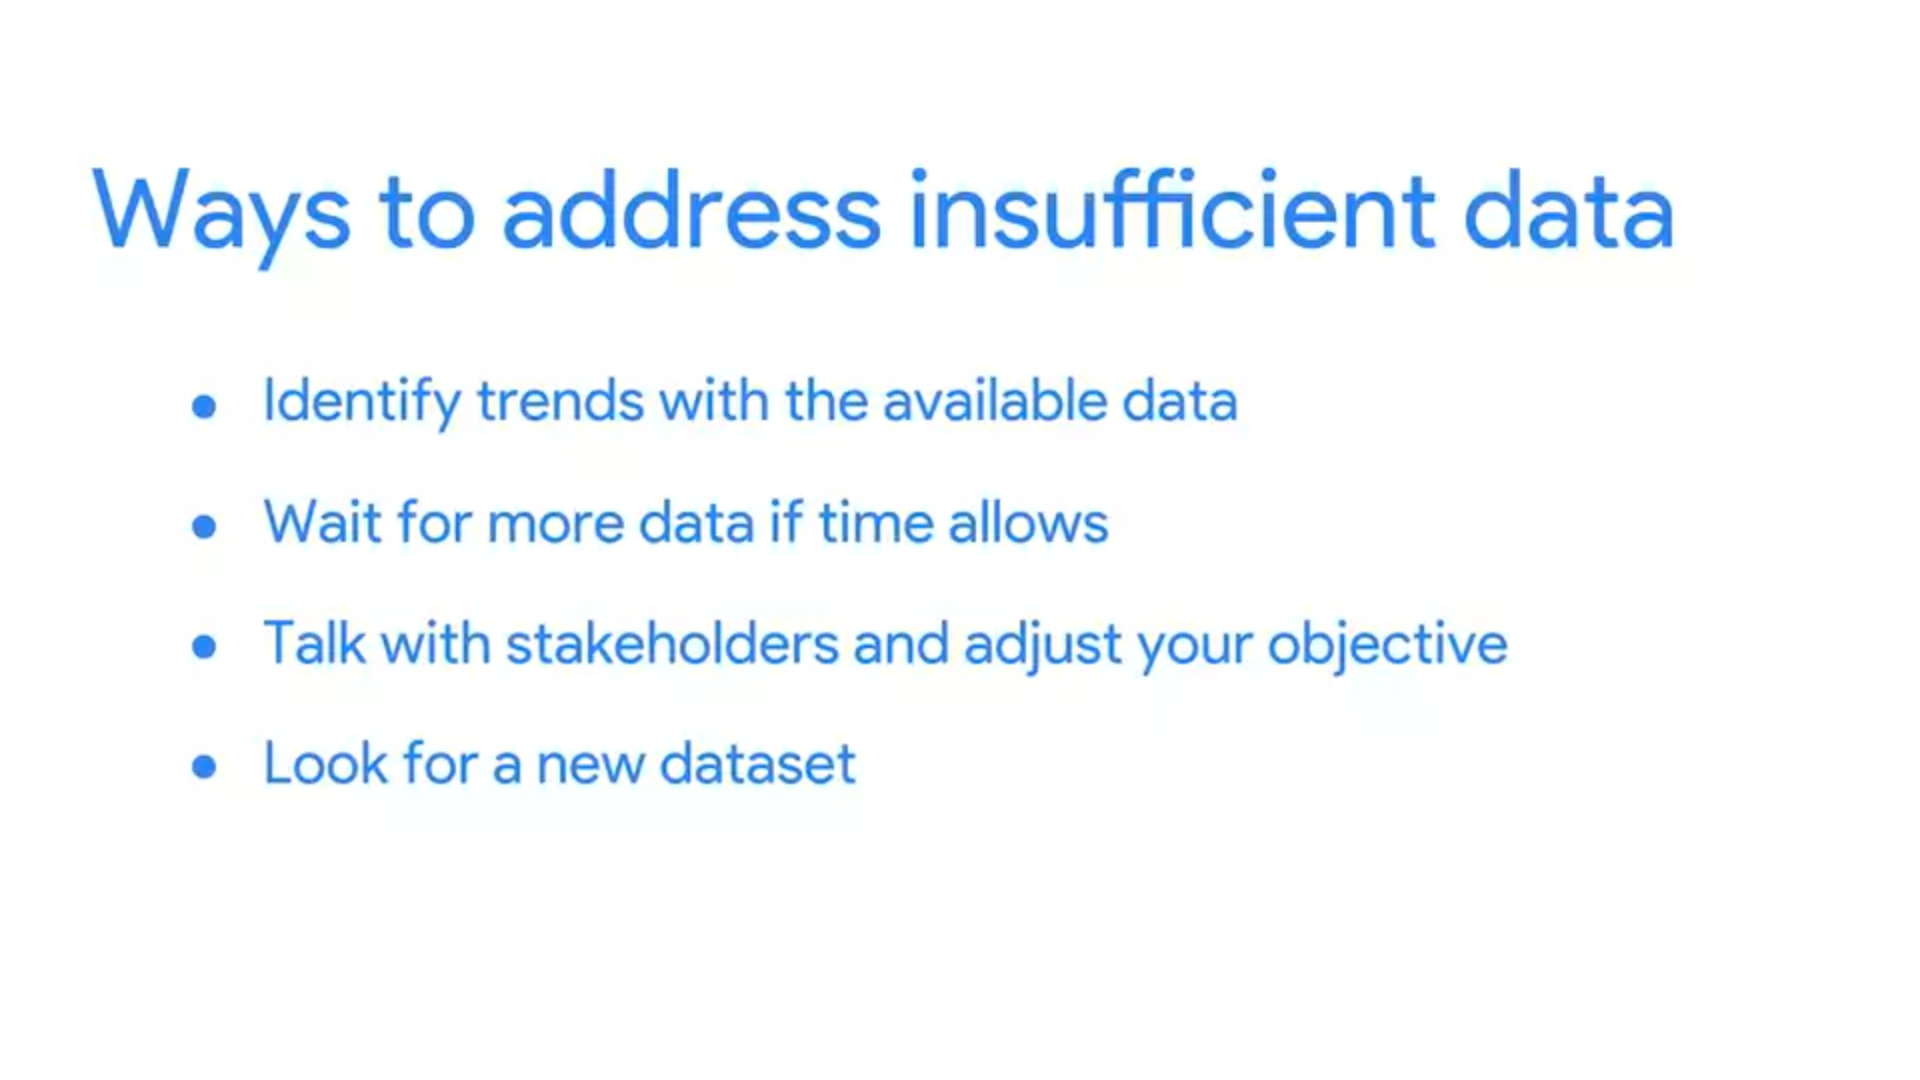 Ways to address insufficient data
● Identify trends with the available data
● Wait for more data if time allows
● Talk with stakeholders and adjust your objective
● Look for a new dataset